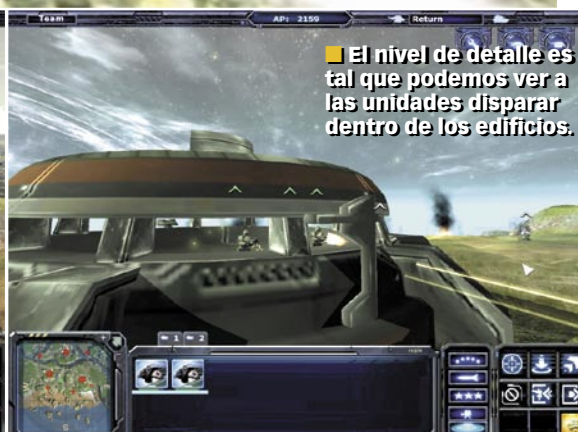 Team
AP: 2159
Return
■ El nivel de detalle es
tal que podemos ver a
las unidades disparar
dentro de los edificios.
1 2